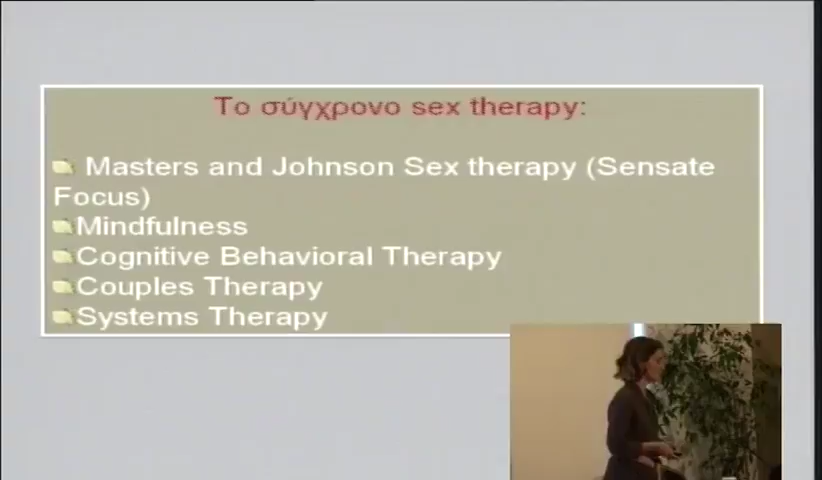 Το σύγχρονο sex therapy:
Masters and Johnson Sex therapy (Sensate
Focus)
Mindfulness
Cognitive Behavioral Therapy
Couples Therapy
Systems Therapy